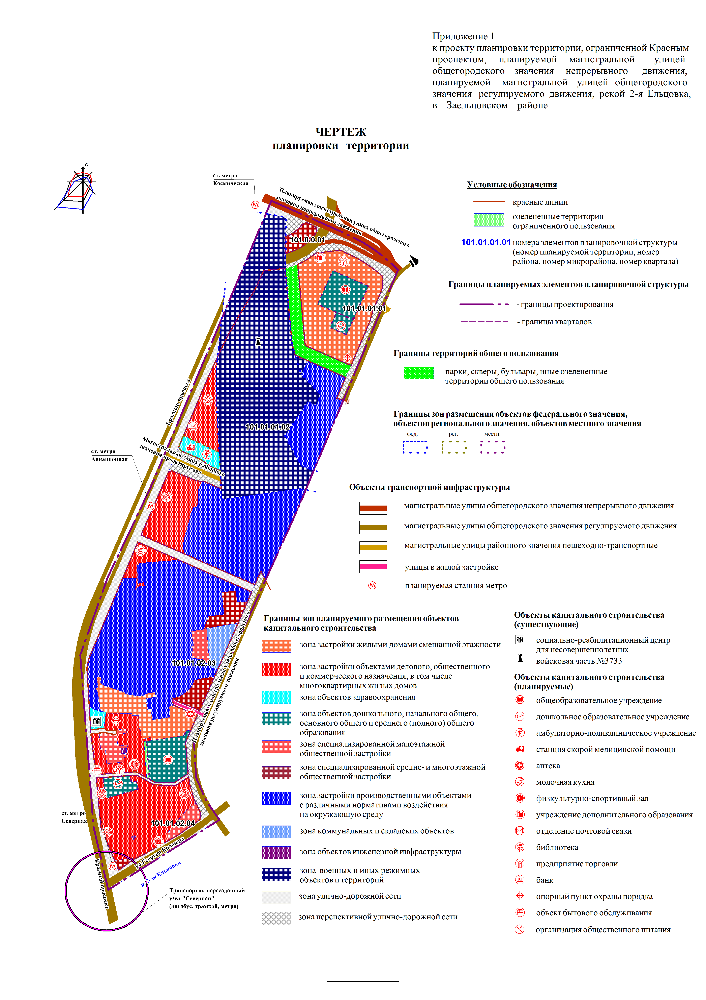 Приложение 1
к проекту планировки территории, ограниченной Красным
проспектом, планируемой магистральной улицей
общегородского значения непрерывного движения,
планируемой магистральной улицей общегородского
значения регулируемого движения, рекой 2-я Ельцовка,
в Заельцовском районе
ЧЕРТЕЖ
планировки территории
С
ст. метро
Космическая
Планируемая магистральная улица общегородского
значения непрерывного движения
101.0.0.01
101.01.01.01
Красный проспект
101.01.01.02
Магистральная улица районного
значения проектируемая
ст. метро
Авиационная
101.01.02.03
Планируемая магистральная улица общегородского
значения регулируемого движения
ст. метро
Северная
101.01.02.04
ул.Георгия Колонды
р. 2-ая Ельцовка
Красный проспект
Транспортно-пересадочный
узел "Северная"
(автобус, трамвай, метро)
Условные обозначения
красные линии
озелененные территории
ограниченного пользования
101.01.01.01 номера элементов планировочной структуры
(номер планируемой территории, номер
района, номер микрорайона, номер квартала)
Границы планируемых элементов планировочной структуры
- границы проектирования
- границы кварталов
Границы территорий общего пользования
парки, скверы, бульвары, иные озелененные
территории общего пользования
Границы зон размещения объектов федерального значения,
объектов регионального значения, объектов местного значения
фед. рег. местн.
Объекты транспортной инфраструктуры
магистральные улицы общегородского значения непрерывного движения
магистральные улицы общегородского значения регулируемого движения
магистральные улицы районного значения пешеходно-транспортные
улицы в жилой застройке
М планируемая станция метро
Границы зон планируемого размещения объектов
капитального строительства
зона застройки жилыми домами смешанной этажности
зона застройки объектами делового, общественного
и коммерческого назначения, в том числе
многоквартирных жилых домов
зона объектов здравоохранения
зона объектов дошкольного, начального общего,
основного общего и среднего (полного) общего
образования
зона специализированной малоэтажной
общественной застройки
зона специализированной средне- и многоэтажной
общественной застройки
зона застройки производственными объектами
с различными нормативами воздействия
на окружающую среду
зона коммунальных и складских объектов
зона объектов инженерной инфраструктуры
зона военных и иных режимных
объектов и территорий
зона улично-дорожной сети
зона перспективной улично-дорожной сети
Объекты капитального строительства
(существующие)
социально-реабилитационный центр
для несовершеннолетних
войсковая часть №3733
Объекты капитального строительства
(планируемые)
общеобразовательное учреждение
дошкольное образовательное учреждение
амбулаторно-поликлиническое учреждение
станция скорой медицинской помощи
аптека
молочная кухня
физкультурно-спортивный зал
учреждение дополнительного образования
отделение почтовой связи
библиотека
предприятие торговли
банк
опорный пункт охраны порядка
объект бытового обслуживания
организация общественного питания